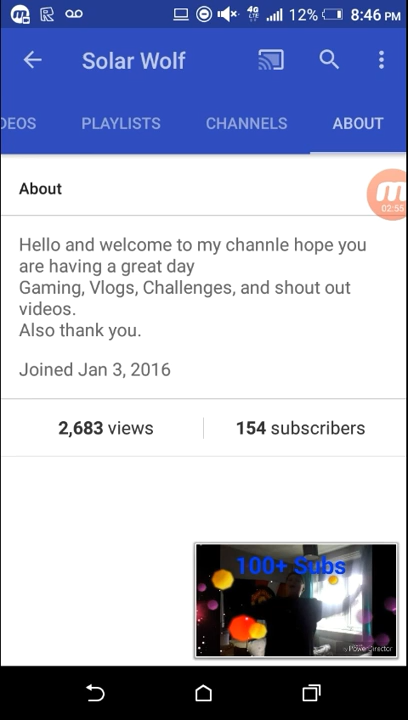 4G LTE 12% 8:46 PM
Solar Wolf
DEOS PLAYLISTS CHANNELS ABOUT
About
02:55
Hello and welcome to my channle hope you
are having a great day
Gaming, Vlogs, Challenges, and shout out
videos.
Also thank you.
Joined Jan 3, 2016
2,683 views 154 subscribers
100+ Subs
PowerDirector